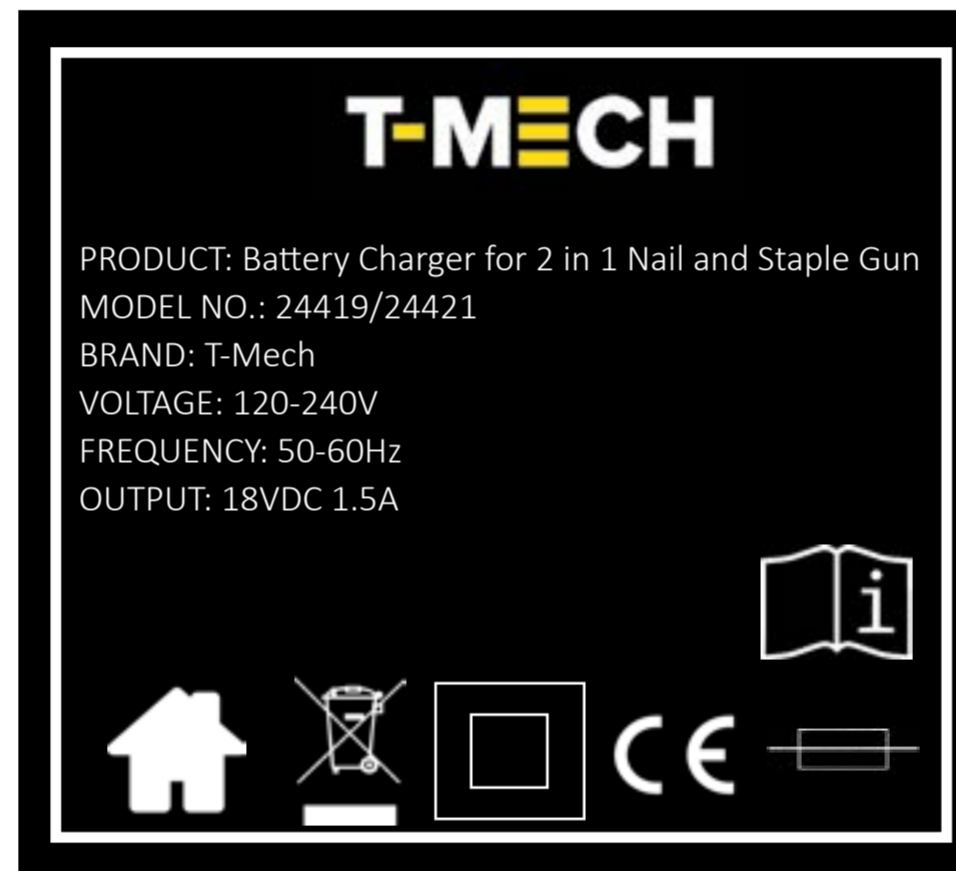 T-MECH
PRODUCT: Battery Charger for 2 in 1 Nail and Staple Gun
MODEL NO.: 24419/24421
BRAND: T-Mech
VOLTAGE: 120-240V
FREQUENCY: 50-60Hz
OUTPUT: 18VDC 1.5A
i
CE